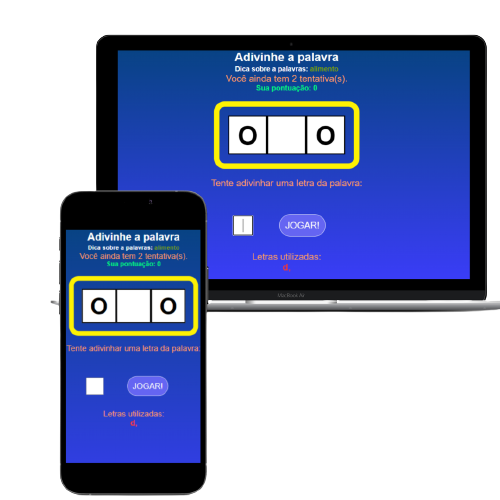 Adivinhe a palavra
Dica sobre a palavras: alimento
Você ainda tem 2 tentativa(s).
Sua pontuação: 0
O O
Tente adivinhar uma letra da palavra:
JOGAR!
Letras utilizadas:
d,
MacBook Air
Adivinhe a palavra
Dica sobre a palavras: alimento
Você ainda tem 2 tentativa(s).
Sua pontuação: 0
O O
Tente adivinhar uma letra da palavra:
JOGAR!
Letras utilizadas:
d,